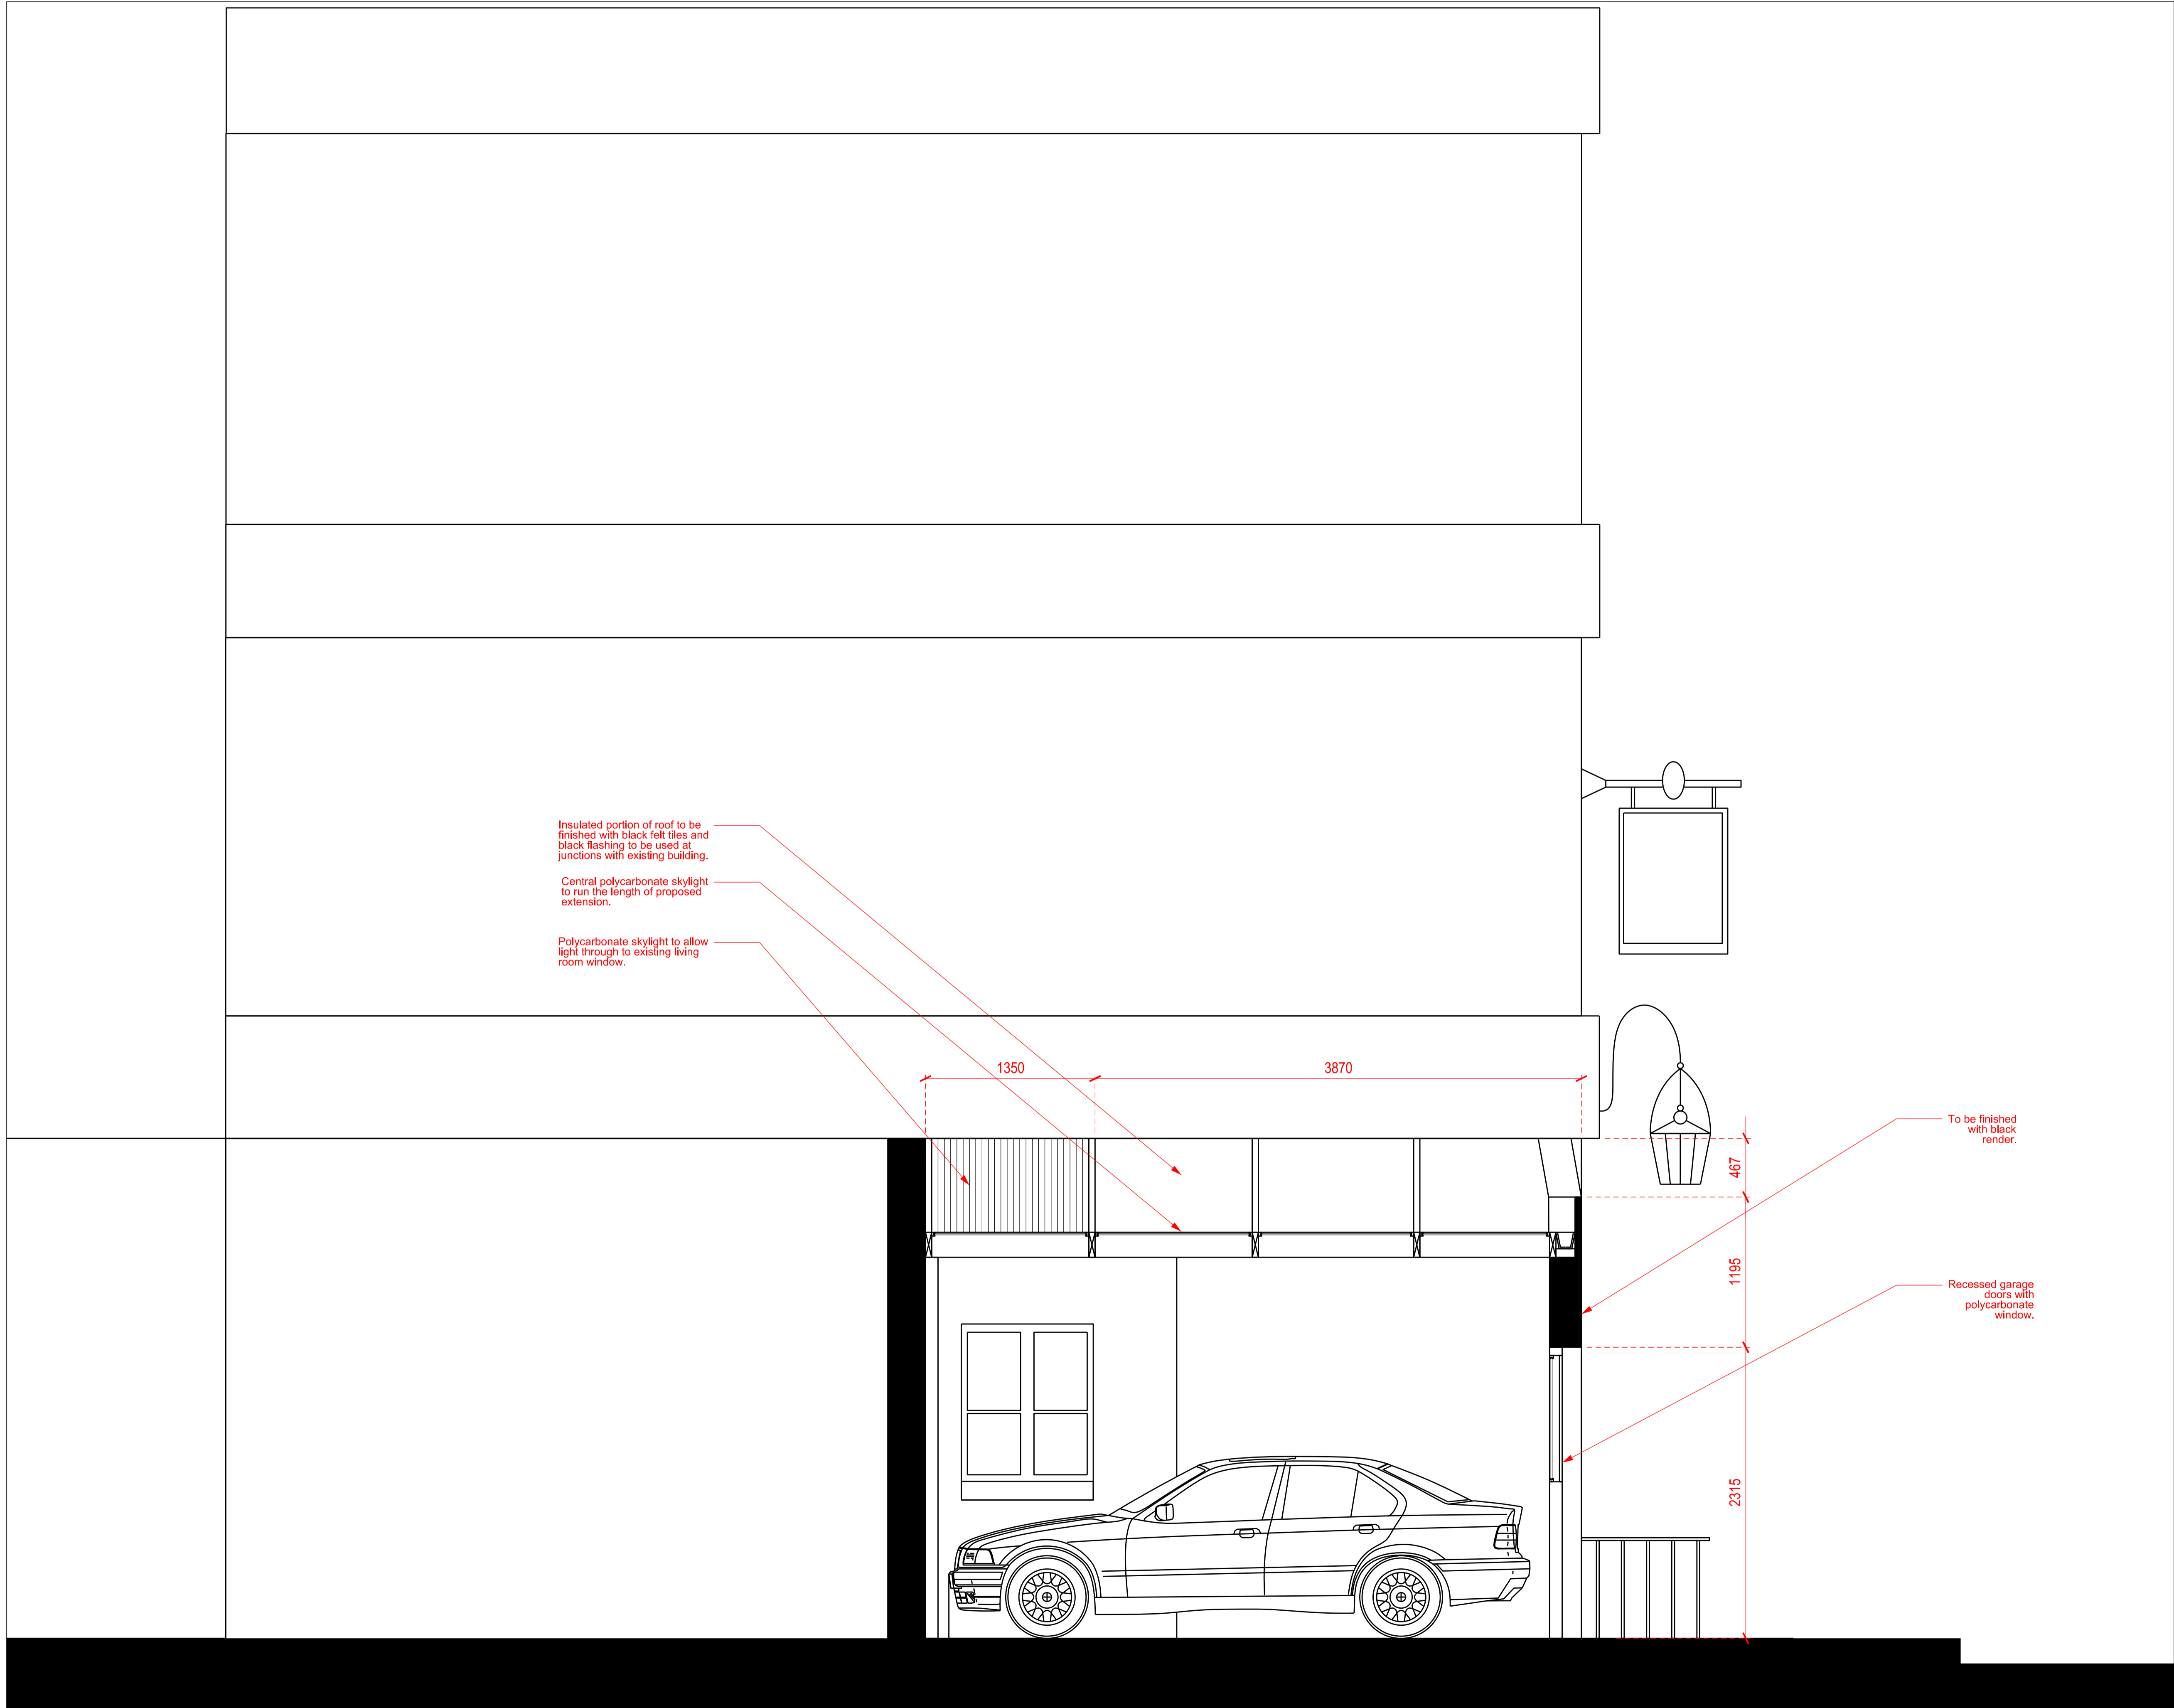 Insulated portion of roof to be
finished with black felt tiles and
black flashing to be used at
junctions with existing building.
Central polycarbonate skylight
to run the length of proposed
extension.
Polycarbonate skylight to allow
light through to existing living
room window.
1350
3870
To be finished
with black
render.
467
1195
Recessed garage
doors with
polycarbonate
window.
2315